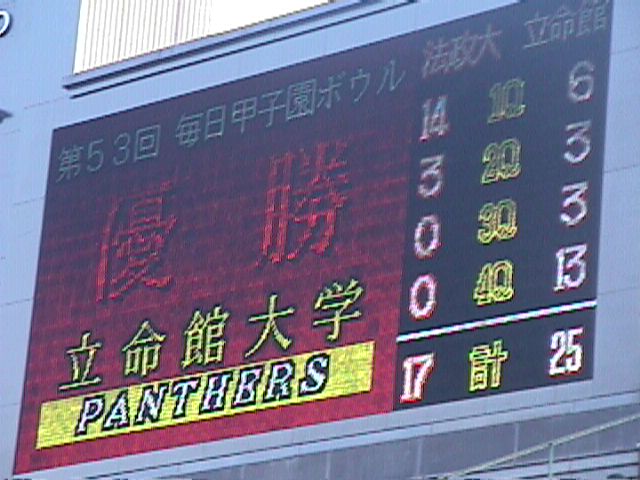 第53回 毎日甲子園ボウル
優勝
立命館大学
PANTHERS
法政大 立命館
14 1Q 6
3 2Q 3
0 3Q 3
0 4Q 13
17 計 25